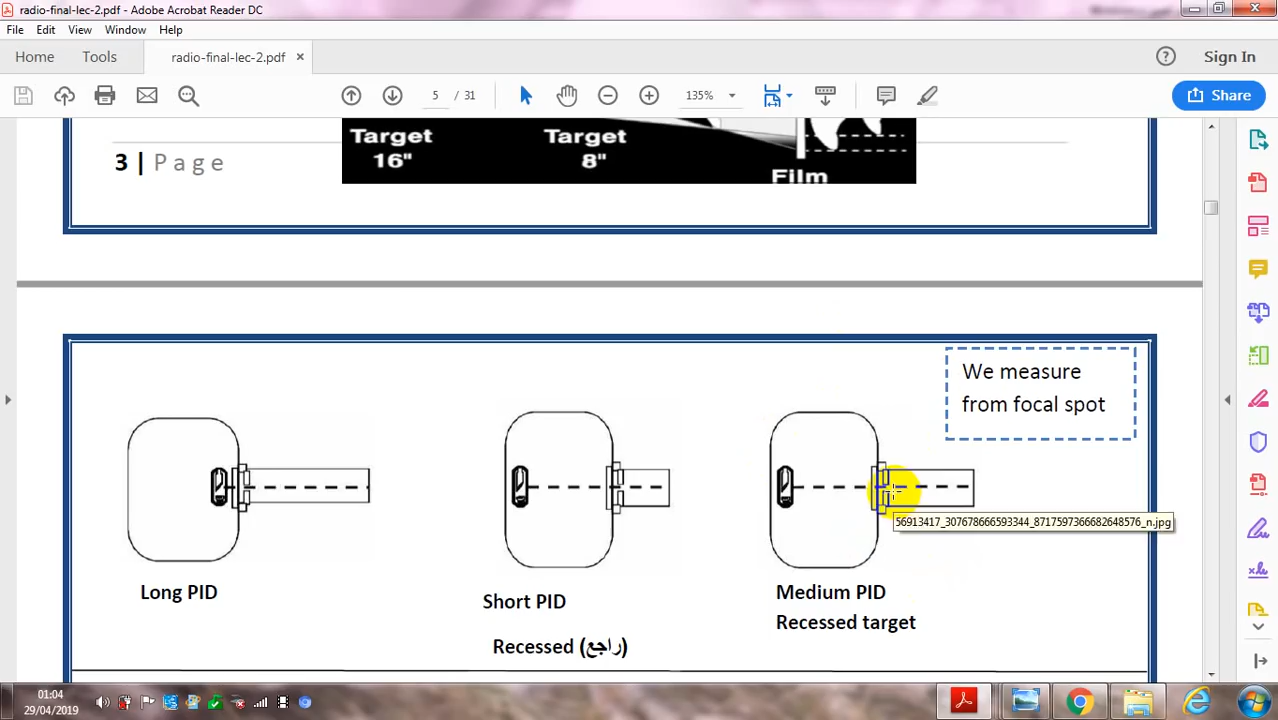 radio-final-lec-2.pdf - Adobe Acrobat Reader DC
File Edit View Window Help
Home Tools radio-final-lec-2.pdf × ? Sign In
5 / 31 135% Share
Target Target
16" 8"
Film
3 | Page
We measure
from focal spot
56913417_307678666593344_8717597366682648576_n.jpg
Long PID
Short PID
Medium PID
Recessed target
Recessed (راجع)
01:04
29/04/2019